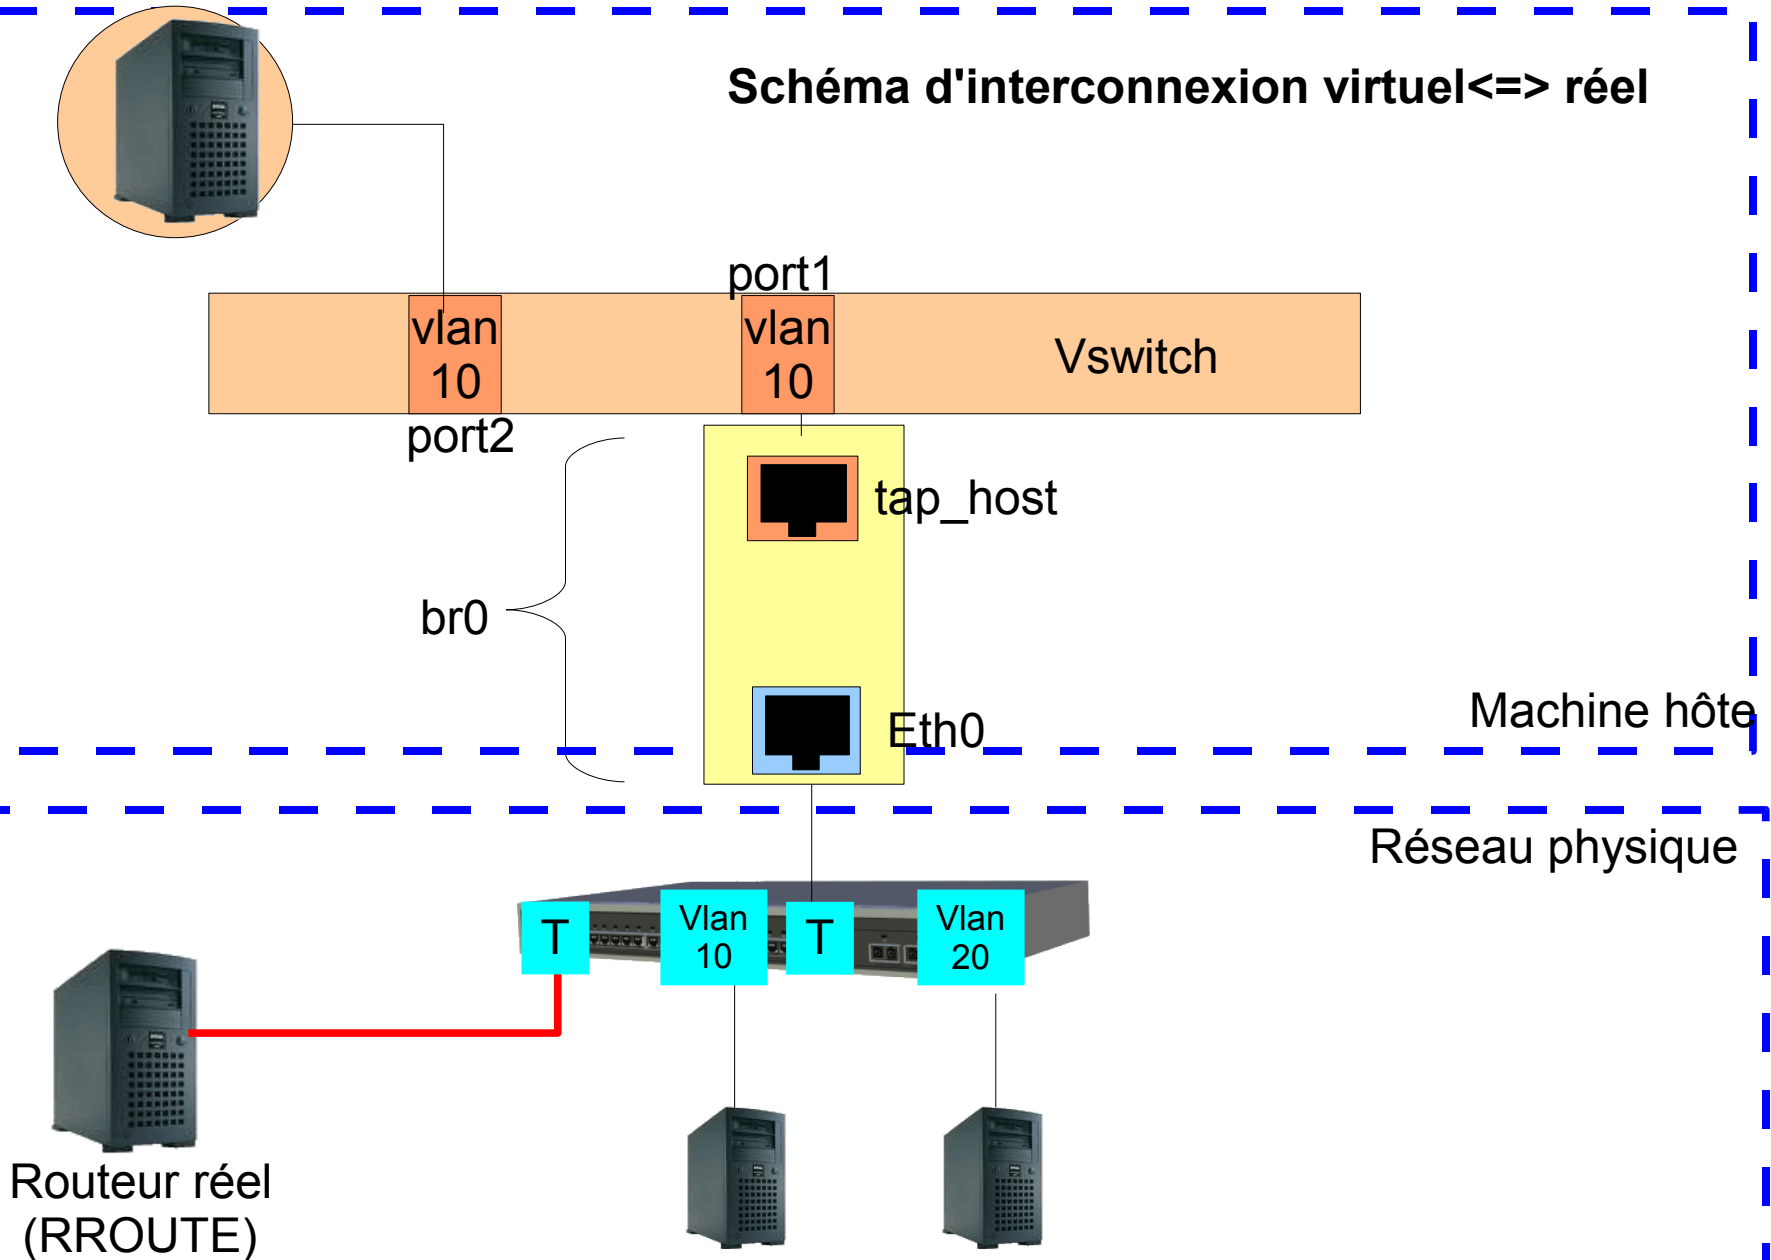 Schéma d'interconnexion virtuel<=> réel
port1
vlan
10
vlan
10
Vswitch
port2
tap_host
br0
Eth0
Machine hôte
Réseau physique
T
Vlan
10
T
Vlan
20
Routeur réel
(RROUTE)